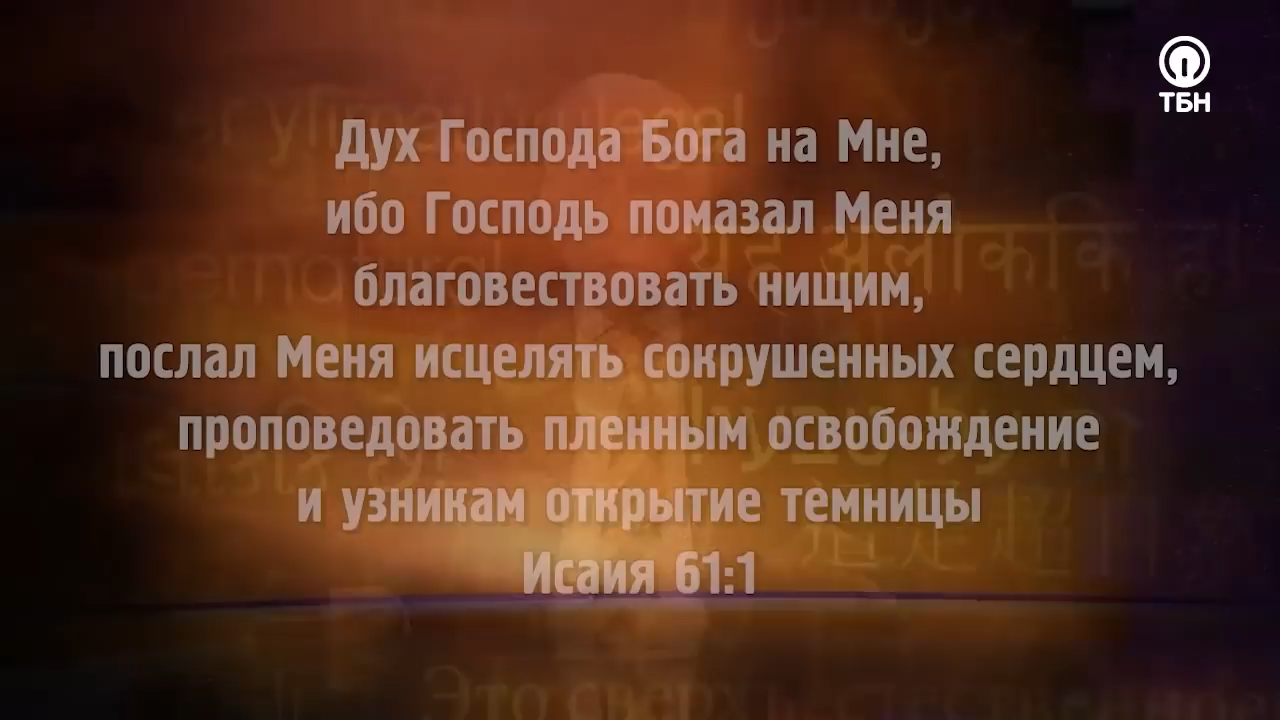 ТБН
Дух Господа Бога на Мне,
ибо Господь помазал Меня
благовествовать нищим,
послал Меня исцелять сокрушенных сердцем,
проповедовать пленным освобождение
и узникам открытие темницы
Исаия 61:1
Это